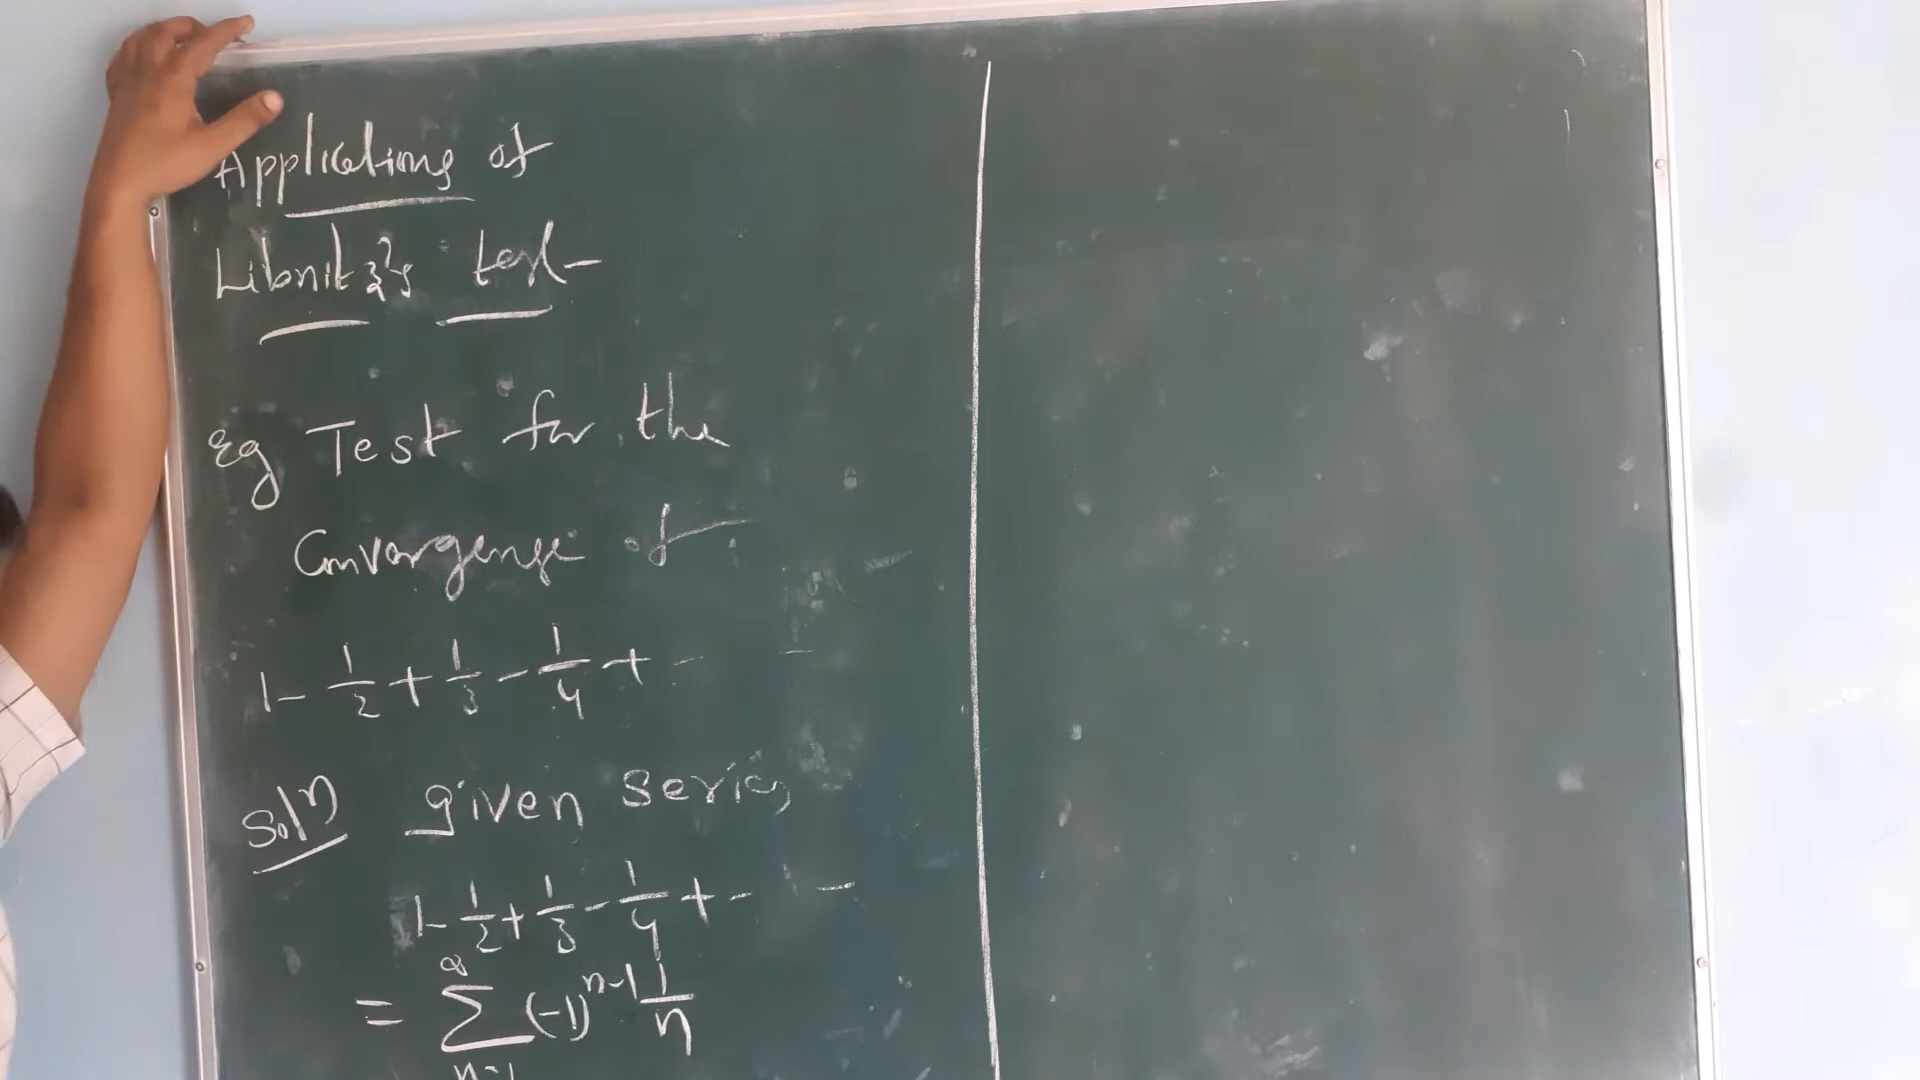 Applications of
Libnitz's test
Eg Test for the
Convergence of
1 - 1/2 + 1/3 - 1/4 + - -
Soln given series
1 - 1/2 + 1/3 - 1/4 + - - -
= ∞ ∑ n=1 (-1)^n-1 1/n